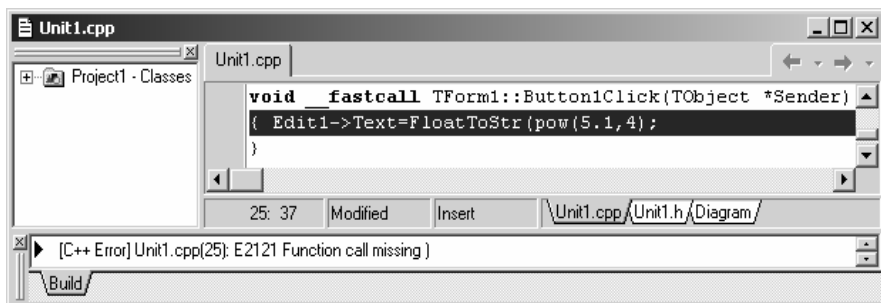 Unit1.cpp
Project1 - Classes
Unit1.cpp
void __fastcall TForm1::Button1Click(TObject *Sender)
{ Edit1->Text=FloatToStr(pow(5.1,4);
}
25: 37 Modified Insert Unit1.cpp Unit1.h Diagram
[C++ Error] Unit1.cpp(25): E2121 Function call missing )
Build